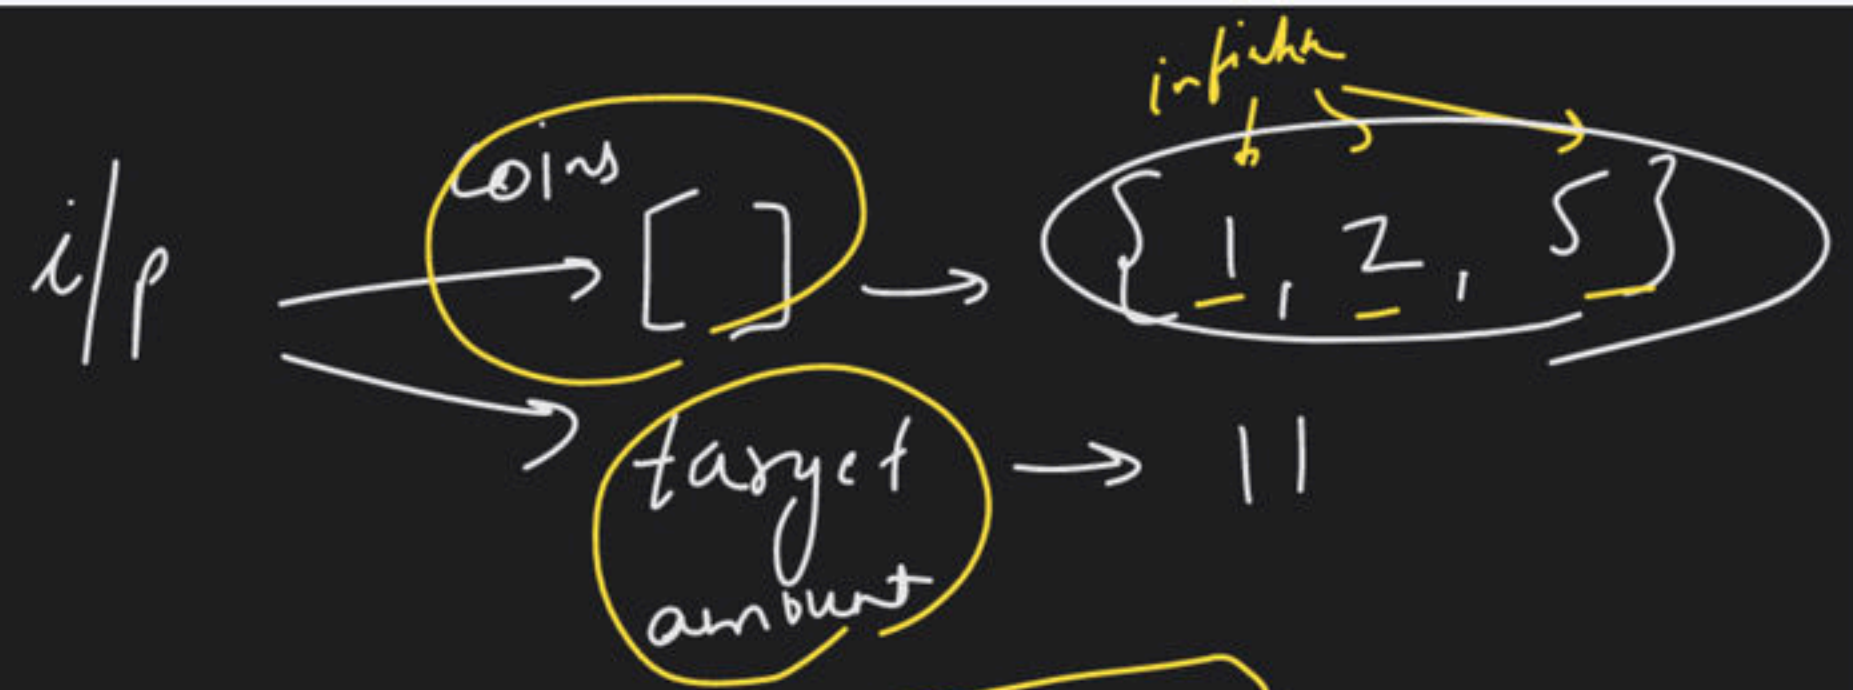 infinite
coins
i/p
[ ]
{ 1, 2, 5 }
target
11
amount